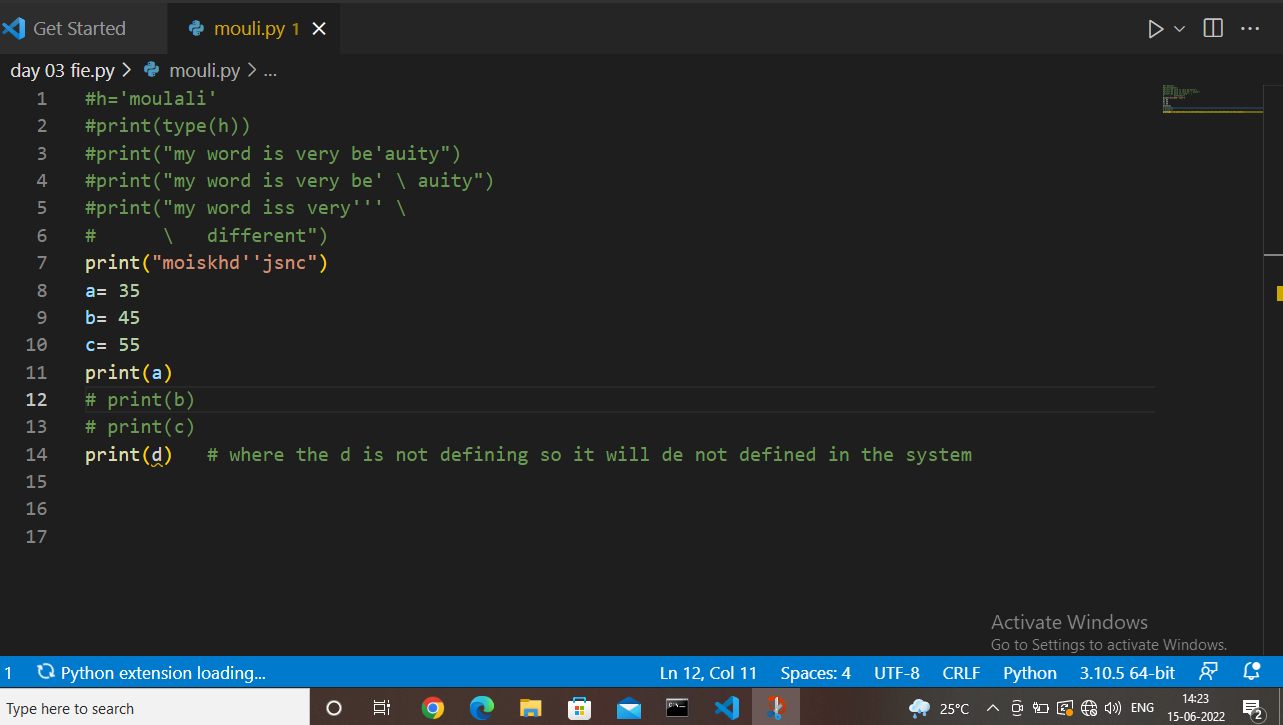 Get Started mouli.py 1
day 03 fie.py > mouli.py > ...
1 #h='moulali'
2 #print(type(h))
3 #print("my word is very be'auity")
4 #print("my word is very be' \ auity")
5 #print("my word iss very''' \
6 #      \   different")
7 print("moiskhd''jsnc")
8 a= 35
9 b= 45
10 c= 55
11 print(a)
12 # print(b)
13 # print(c)
14 print(d)   # where the d is not defining so it will de not defined in the system
15
16
17
Activate Windows
Go to Settings to activate Windows.
1 Python extension loading... Ln 12, Col 11 Spaces: 4 UTF-8 CRLF Python 3.10.5 64-bit
Type here to search 25°C ENG 14:23
15-06-2022 2